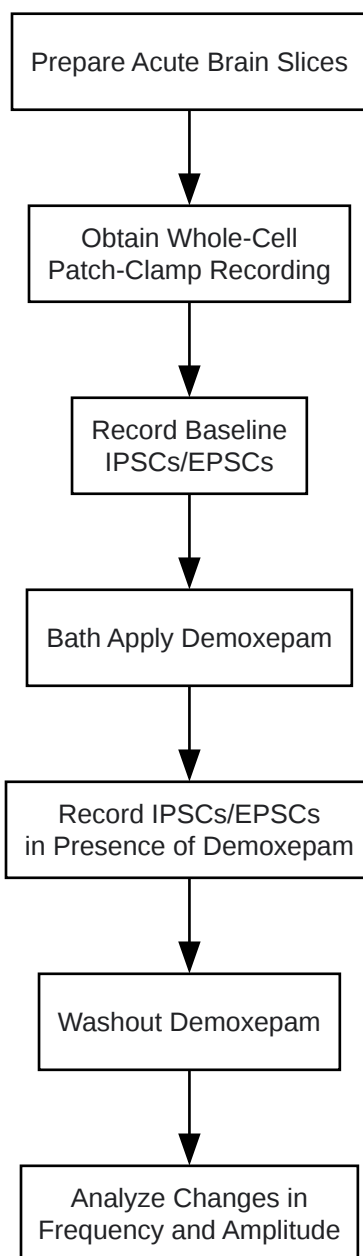 Prepare Acute Brain Slices
Obtain Whole-Cell
Patch-Clamp Recording
Record Baseline
IPSCs/EPSCs
Bath Apply Demoxepam
Record IPSCs/EPSCs
in Presence of Demoxepam
Washout Demoxepam
Analyze Changes in
Frequency and Amplitude